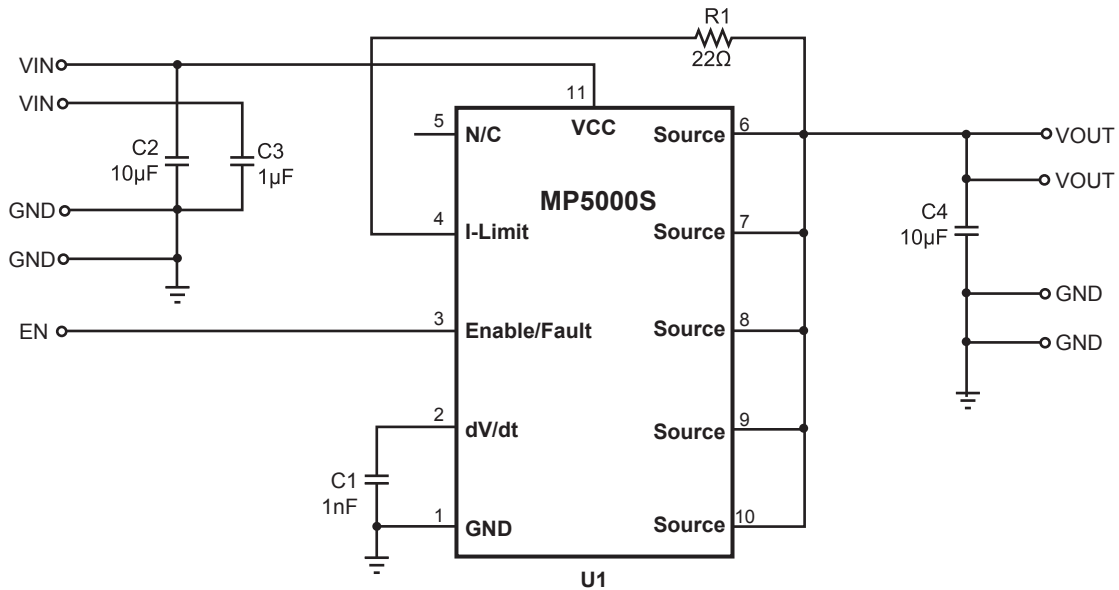 R1
22Ω
VIN
VIN
11
5
N/C
VCC
Source
6
VOUT
C2
10µF
C3
1µF
MP5000S
VOUT
GND
4
I-Limit
Source
7
C4
10µF
GND
EN
3
Enable/Fault
Source
8
GND
GND
2
dV/dt
Source
9
C1
1nF
1
GND
Source
10
U1